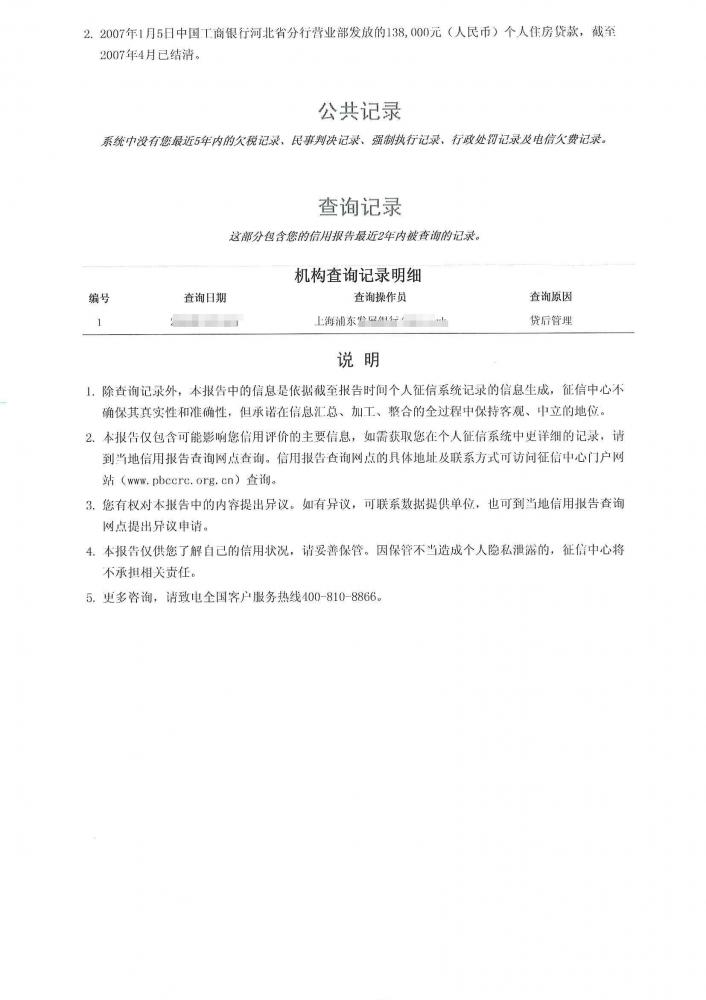 2. 2007年1月5日中国工商银行河北省分行营业部发放的138,000元（人民币）个人住房贷款，截至
2007年4月已结清。
公共记录
系统中没有您最近5年内的欠税记录、民事判决记录、强制执行记录、行政处罚记录及电信欠费记录。
查询记录
这部分包含您的信用报告最近2年内被查询的记录。
机构查询记录明细
编号 查询日期 查询操作员 查询原因
1 上海浦东发展银行 贷后管理
说 明
1. 除查询记录外，本报告中的信息是依据截至报告时间个人征信系统记录的信息生成，征信中心不
确保其真实性和准确性，但承诺在信息汇总、加工、整合的全过程中保持客观、中立的地位。
2. 本报告仅包含可能影响您信用评价的主要信息，如需获取您在个人征信系统中更详细的记录，请
到当地信用报告查询网点查询。信用报告查询网点的具体地址及联系方式可访问征信中心门户网
站（www.pbccrc.org.cn）查询。
3. 您有权对本报告中的内容提出异议。如有异议，可联系数据提供单位，也可到当地信用报告查询
网点提出异议申请。
4. 本报告仅供您了解自己的信用状况，请妥善保管。因保管不当造成个人隐私泄露的，征信中心将
不承担相关责任。
5. 更多咨询，请致电全国客户服务热线400-810-8866。